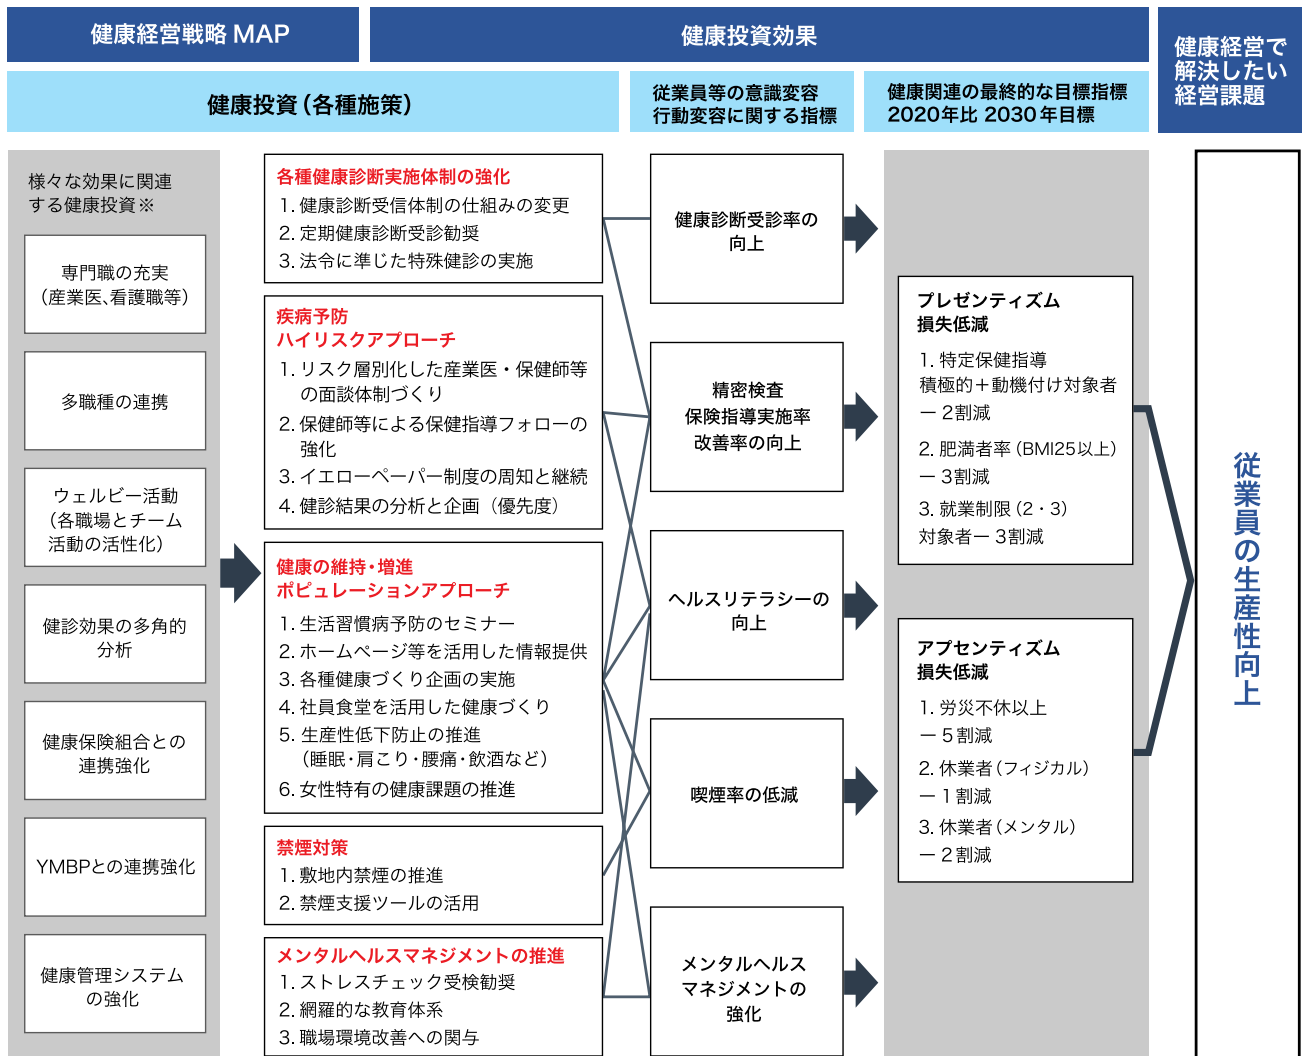 健康経営戦略 MAP
健康投資効果
健康経営で
解決したい
経営課題
健康投資（各種施策）
従業員等の意識変容
行動変容に関する指標
健康関連の最終的な目標指標
2020年比 2030年目標
様々な効果に関連
する健康投資※
専門職の充実
（産業医、看護職等）
多職種の連携
ウェルビー活動
（各職場とチーム
活動の活性化）
健診効果の多角的
分析
健康保険組合との
連携強化
YMBPとの連携強化
健康管理システム
の強化
各種健康診断実施体制の強化
1. 健康診断受信体制の仕組みの変更
2. 定期健康診断受診勧奨
3. 法令に準じた特殊健診の実施
疾病予防
ハイリスクアプローチ
1. リスク層別化した産業医・保健師等
の面談体制づくり
2. 保健師等による保健指導フォローの
強化
3. イエローペーパー制度の周知と継続
4. 健診結果の分析と企画（優先度）
健康の維持・増進
ポピュレーションアプローチ
1. 生活習慣病予防のセミナー
2. ホームページ等を活用した情報提供
3. 各種健康づくり企画の実施
4. 社員食堂を活用した健康づくり
5. 生産性低下防止の推進
（睡眠・肩こり・腰痛・飲酒など）
6. 女性特有の健康課題の推進
禁煙対策
1. 敷地内禁煙の推進
2. 禁煙支援ツールの活用
メンタルヘルスマネジメントの推進
1. ストレスチェック受検勧奨
2. 網羅的な教育体系
3. 職場環境改善への関与
健康診断受診率の
向上
精密検査
保険指導実施率
改善率の向上
ヘルスリテラシーの
向上
喫煙率の低減
メンタルヘルス
マネジメントの
強化
プレゼンティズム
損失低減
1. 特定保健指導
積極的＋動機付け対象者
ー 2割減
2. 肥満者率（BMI25以上）
ー 3割減
3. 就業制限（2・3）
対象者ー 3割減
アプセンティズム
損失低減
1. 労災不休以上
ー 5割減
2. 休業者（フィジカル）
ー 1割減
3. 休業者（メンタル）
ー 2割減
従業員の生産性向上